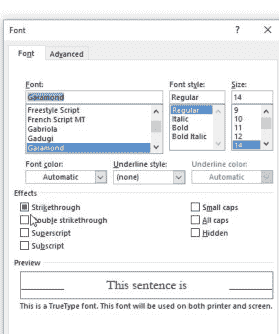 Font ? ×
Font Advanced
Font: Font style: Size:
Garamond Regular 14
Freestyle Script Regular 9
French Script MT Italic 10
Gabriola Bold 11
Gadugi Bold Italic 12
Garamond 14
Font color: Underline style: Underline color:
Automatic (none) Automatic
Effects
Strikethrough Small caps
Double strikethrough All caps
Superscript Hidden
Subscript
Preview
This sentence is
This is a TrueType font. This font will be used on both printer and screen.